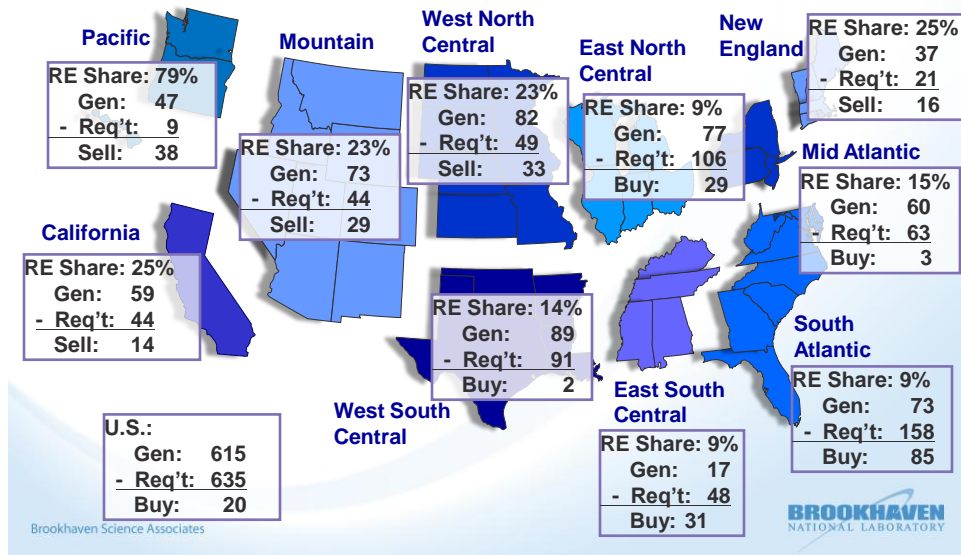 Pacific
RE Share: 79%
Gen: 47
- Req't: 9
Sell: 38
Mountain
RE Share: 23%
Gen: 73
- Req't: 44
Sell: 29
West North
Central
RE Share: 23%
Gen: 82
- Req't: 49
Sell: 33
East North
Central
RE Share: 9%
Gen: 77
- Req't: 106
Buy: 29
New
England
RE Share: 25%
Gen: 37
- Req't: 21
Sell: 16
Mid Atlantic
RE Share: 15%
Gen: 60
- Req't: 63
Buy: 3
California
RE Share: 25%
Gen: 59
- Req't: 44
Sell: 14
West South
Central
RE Share: 14%
Gen: 89
- Req't: 91
Buy: 2
East South
Central
RE Share: 9%
Gen: 17
- Req't: 48
Buy: 31
South
Atlantic
RE Share: 9%
Gen: 73
- Req't: 158
Buy: 85
U.S.:
Gen: 615
- Req't: 635
Buy: 20
Brookhaven Science Associates
BROOKHAVEN
NATIONAL LABORATORY